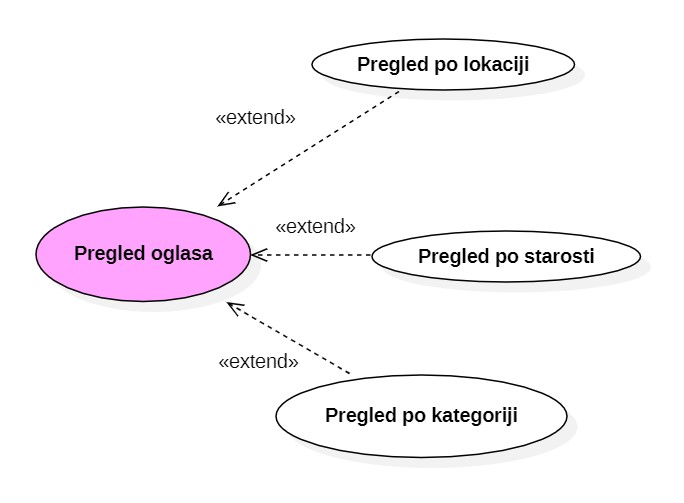 Pregled po lokaciji
«extend»
«extend»
Pregled oglasa
Pregled po starosti
«extend»
Pregled po kategoriji